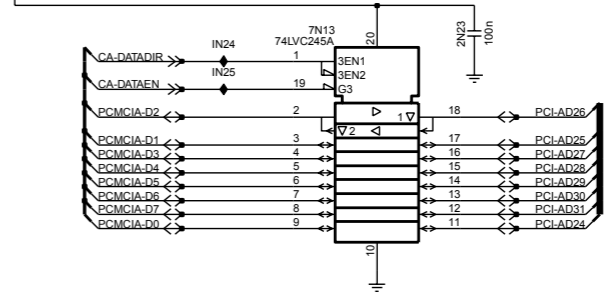 7N13
74LVC245A
20
2N23
100n
CA-DATADIR
IN24
1
3EN1
3EN2
CA-DATAEN
IN25
19
G3
PCMCIA-D2
2
1
18
PCI-AD26
2
PCMCIA-D1
3
17
PCI-AD25
PCMCIA-D3
4
16
PCI-AD27
PCMCIA-D4
5
15
PCI-AD28
PCMCIA-D5
6
14
PCI-AD29
PCMCIA-D6
7
13
PCI-AD30
PCMCIA-D7
8
12
PCI-AD31
PCMCIA-D0
9
11
PCI-AD24
10